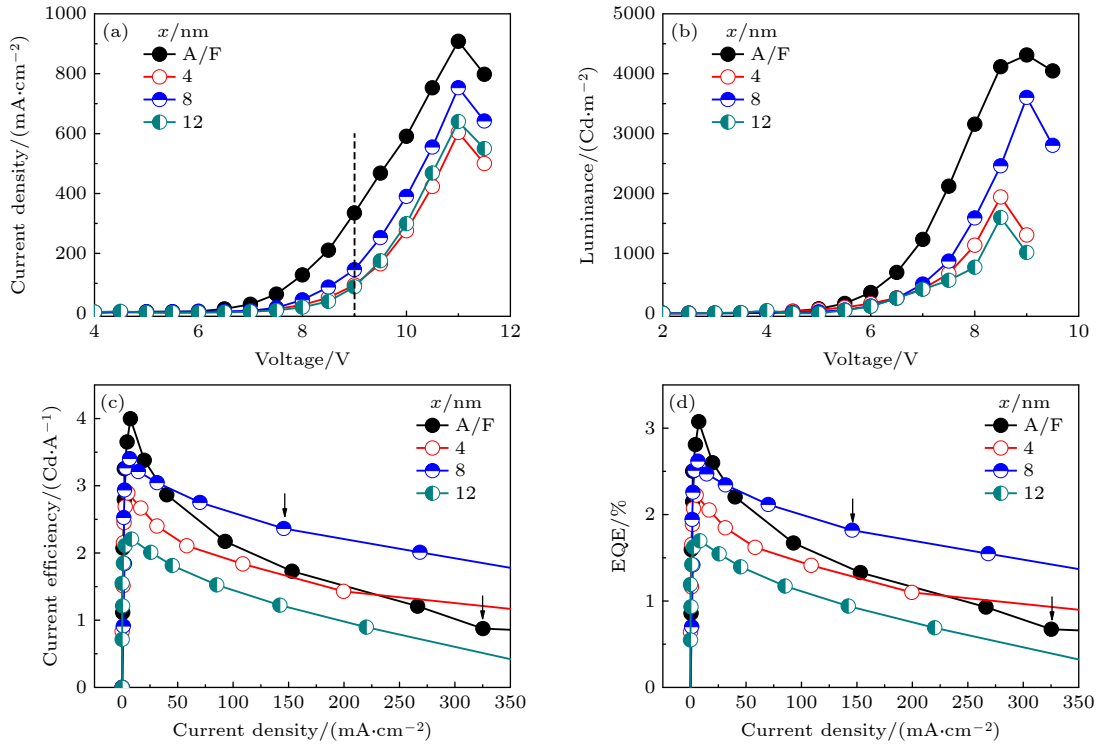 (a)
x/nm
A/F
4
8
12
1000
800
600
400
200
0
4
6
8
10
12
Current density/(mA·cm⁻²)
Voltage/V
(b)
x/nm
A/F
4
8
12
5000
4000
3000
2000
1000
0
2
4
6
8
10
Luminance/(Cd·m⁻²)
Voltage/V
(c)
x/nm
A/F
4
8
12
4
3
2
1
0
0
50
100
150
200
250
300
350
Current efficiency/(Cd·A⁻¹)
Current density/(mA·cm⁻²)
(d)
x/nm
A/F
4
8
12
3
2
1
0
0
50
100
150
200
250
300
350
EQE/%
Current density/(mA·cm⁻²)